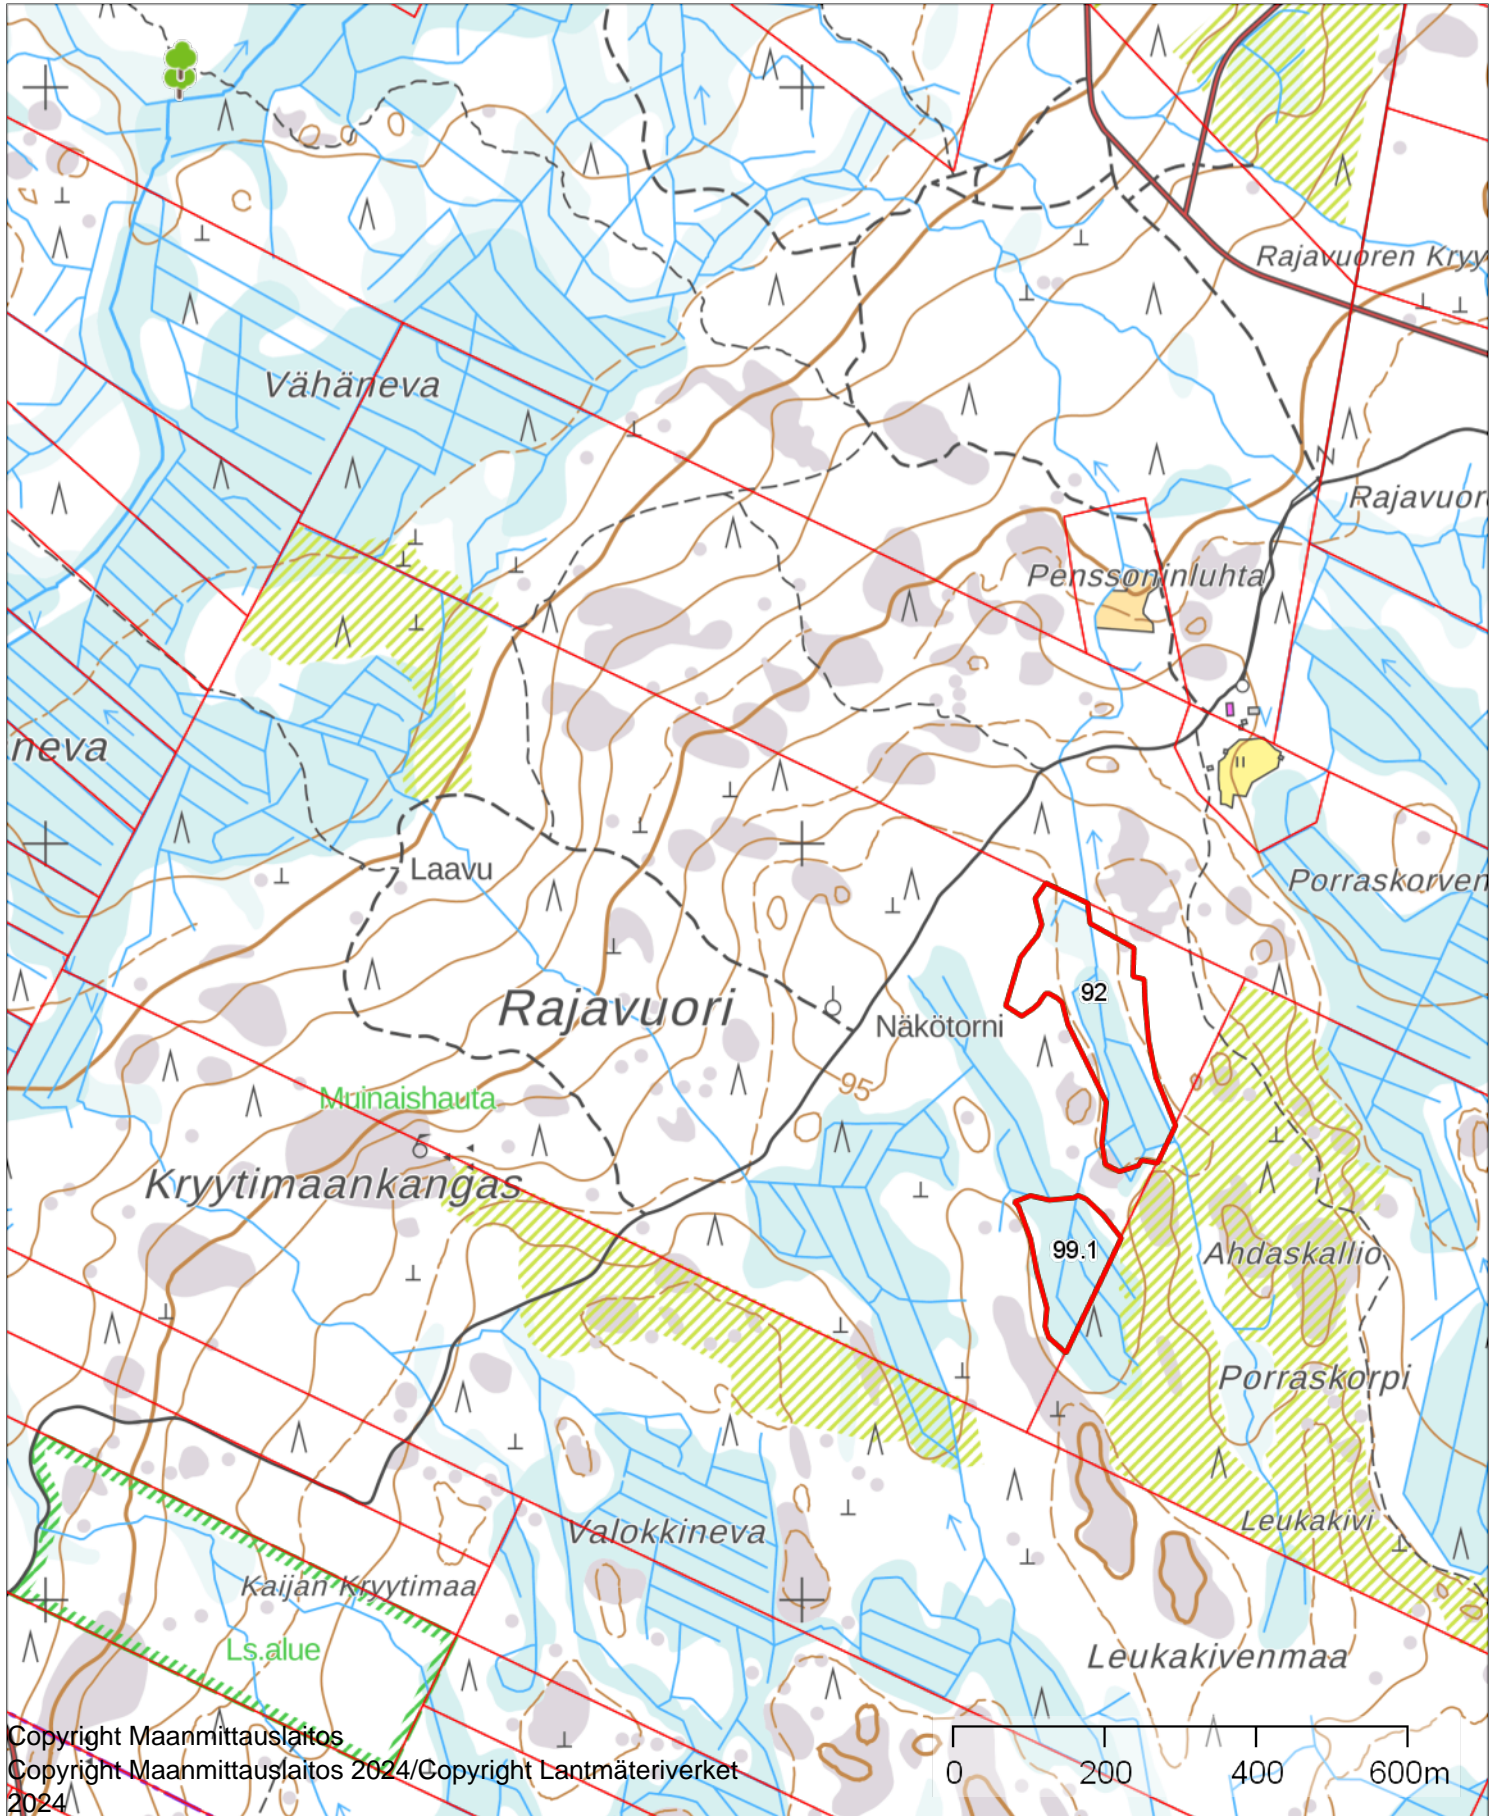 Rajavuoren Kryy
Vähäneva
Rajavuor
Penssoninluhta
neva
Laavu
Porraskorven
92
Rajavuori
Näkötorni
95
Muinaishauta
Kryytimaankangas
99.1
Ahdaskallio
Porraskorpi
Leukakivi
Valokkineva
Kaijan Kryytimaa
Ls.alue
Leukakivenmaa
Copyright Maanmittauslaitos
Copyright Maanmittauslaitos 2024/Copyright Lantmäteriverket
2024
0 200 400 600m